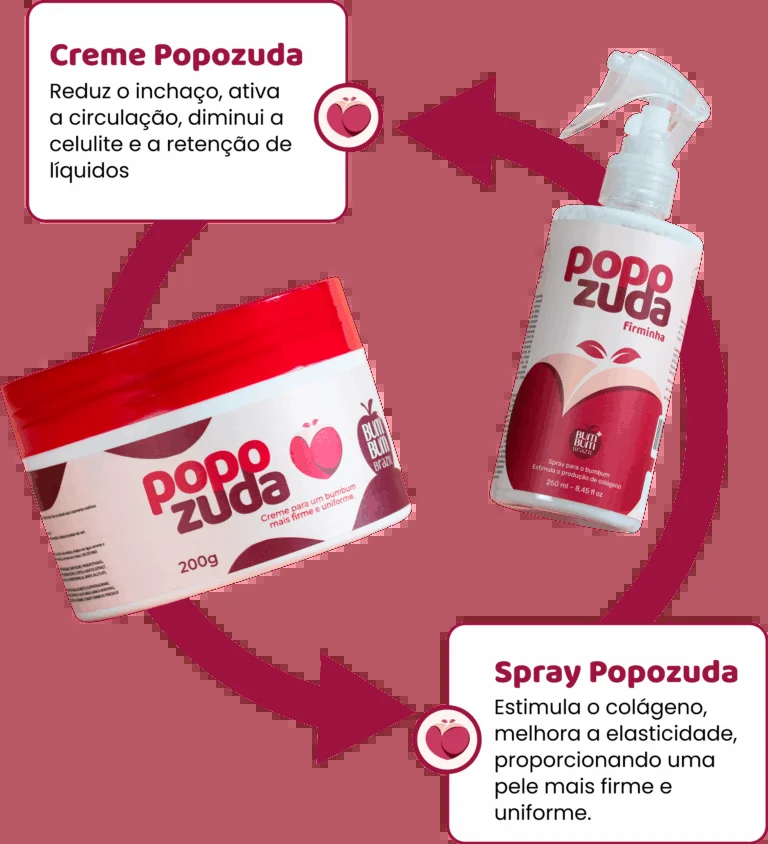 Creme Popozuda
Reduz o inchaço, ativa
a circulação, diminui a
celulite e a retenção de
líquidos
popo
zuda
firminha
BUM
BUM
BRAZIL
Spray para o bumbum
Estimula a produção de colágeno.
250 ml - 8,45 fl oz
popo
zuda
Creme para um bumbum
mais firme e uniforme.
200g
BUM
BUM
Brazil
Spray Popozuda
Estimula o colágeno,
melhora a elasticidade,
proporcionando uma
pele mais firme e
uniforme.